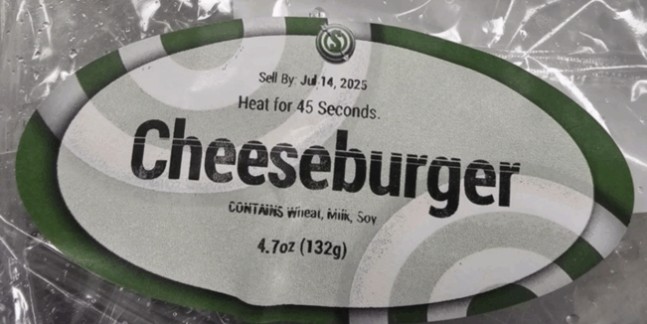 Sell By: Jul 14, 2025
Heat for 45 Seconds.
Cheeseburger
CONTAINS Wheat, Milk, Soy
4.7oz (132g)